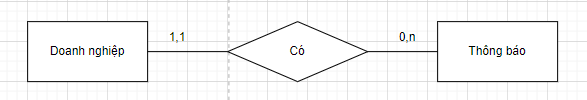 1,1
0,n
Doanh nghiệp
Có
Thông báo